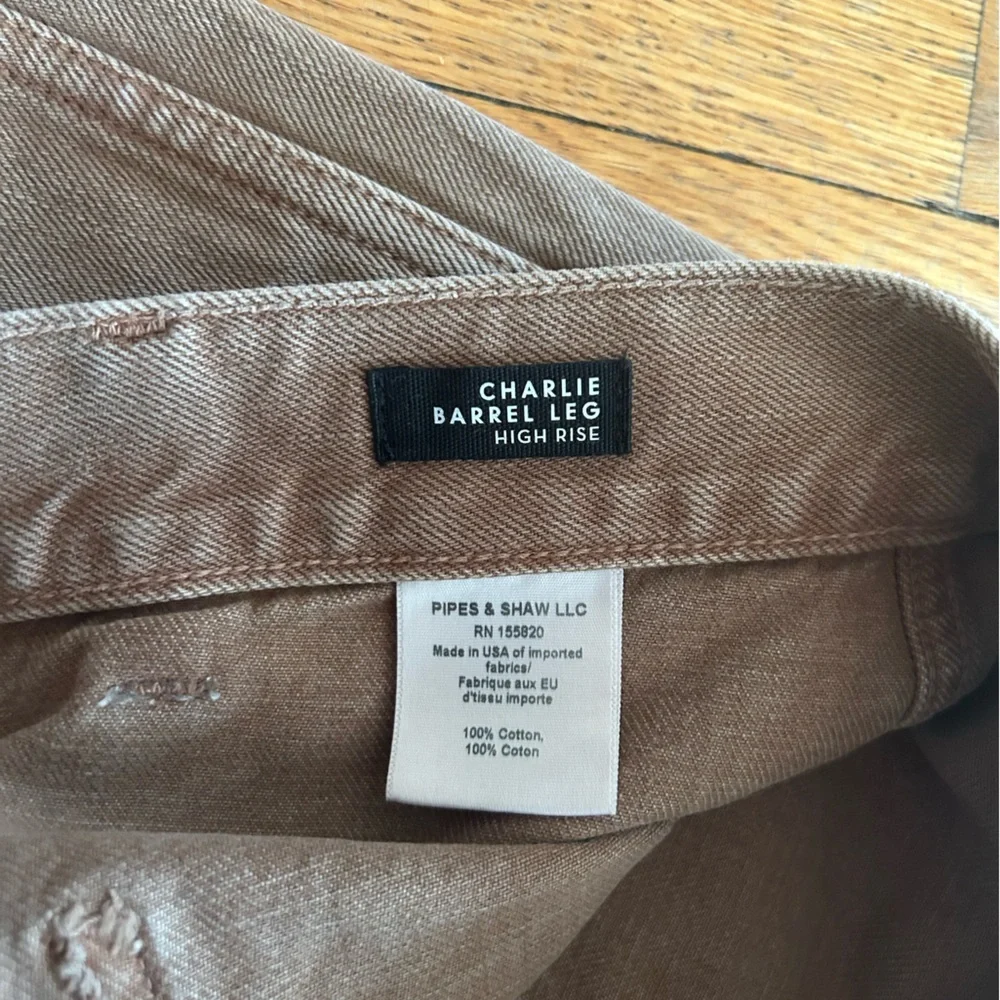 CHARLIE
BARREL LEG
HIGH RISE
PIPES & SHAW LLC
RN 155820
Made in USA of imported
fabrics/
Fabrique aux EU
d'tissu importe
100% Cotton,
100% Coton